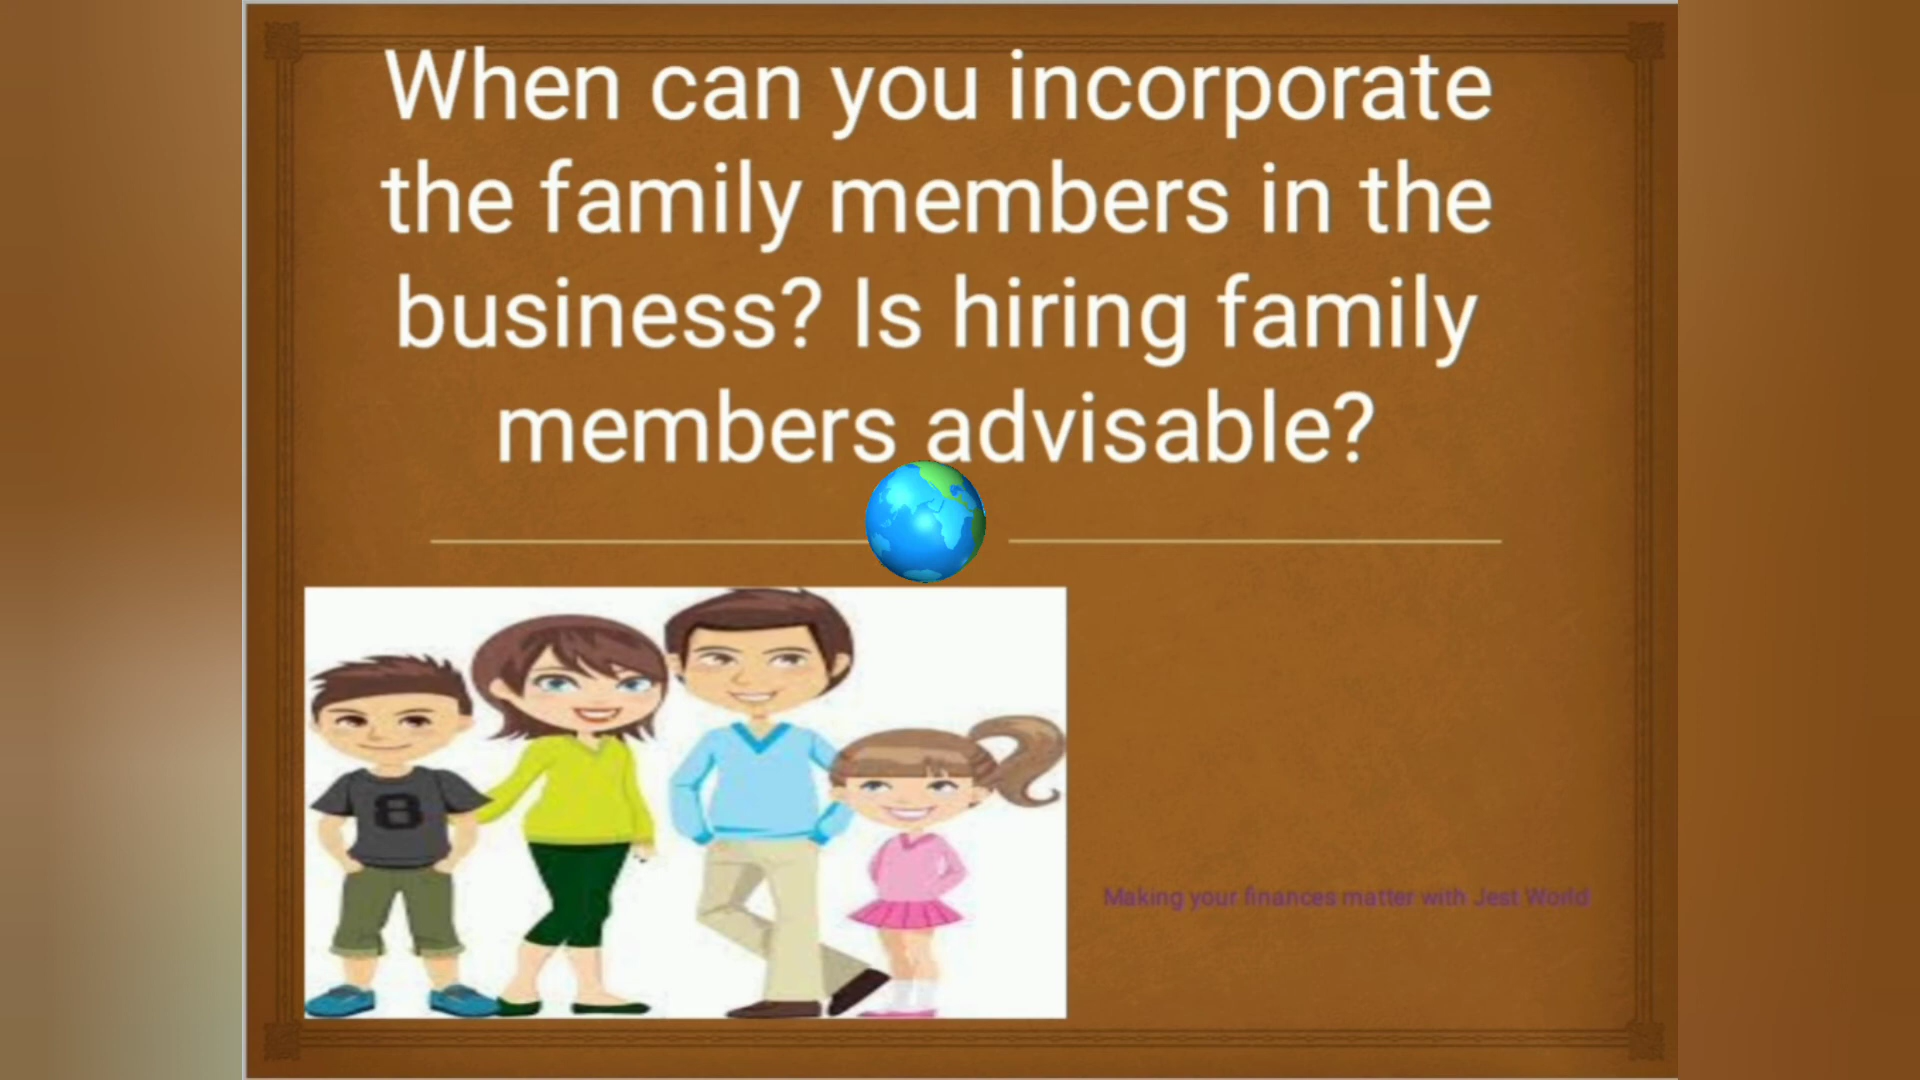 When can you incorporate
the family members in the
business? Is hiring family
members advisable?
8
Making your finances matter with Jest World